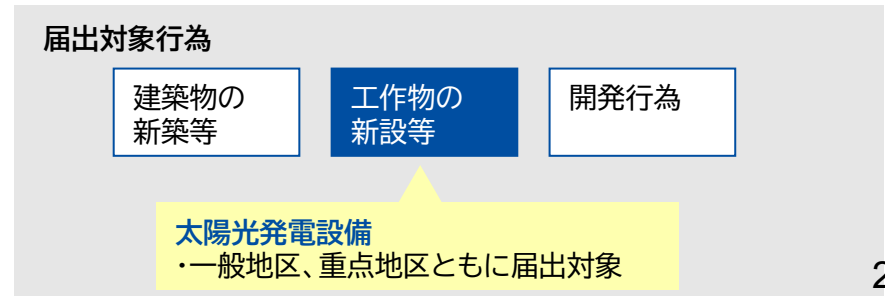 届出対象行為
建築物の
新築等
工作物の
新設等
開発行為
太陽光発電設備
・一般地区、重点地区ともに届出対象
2